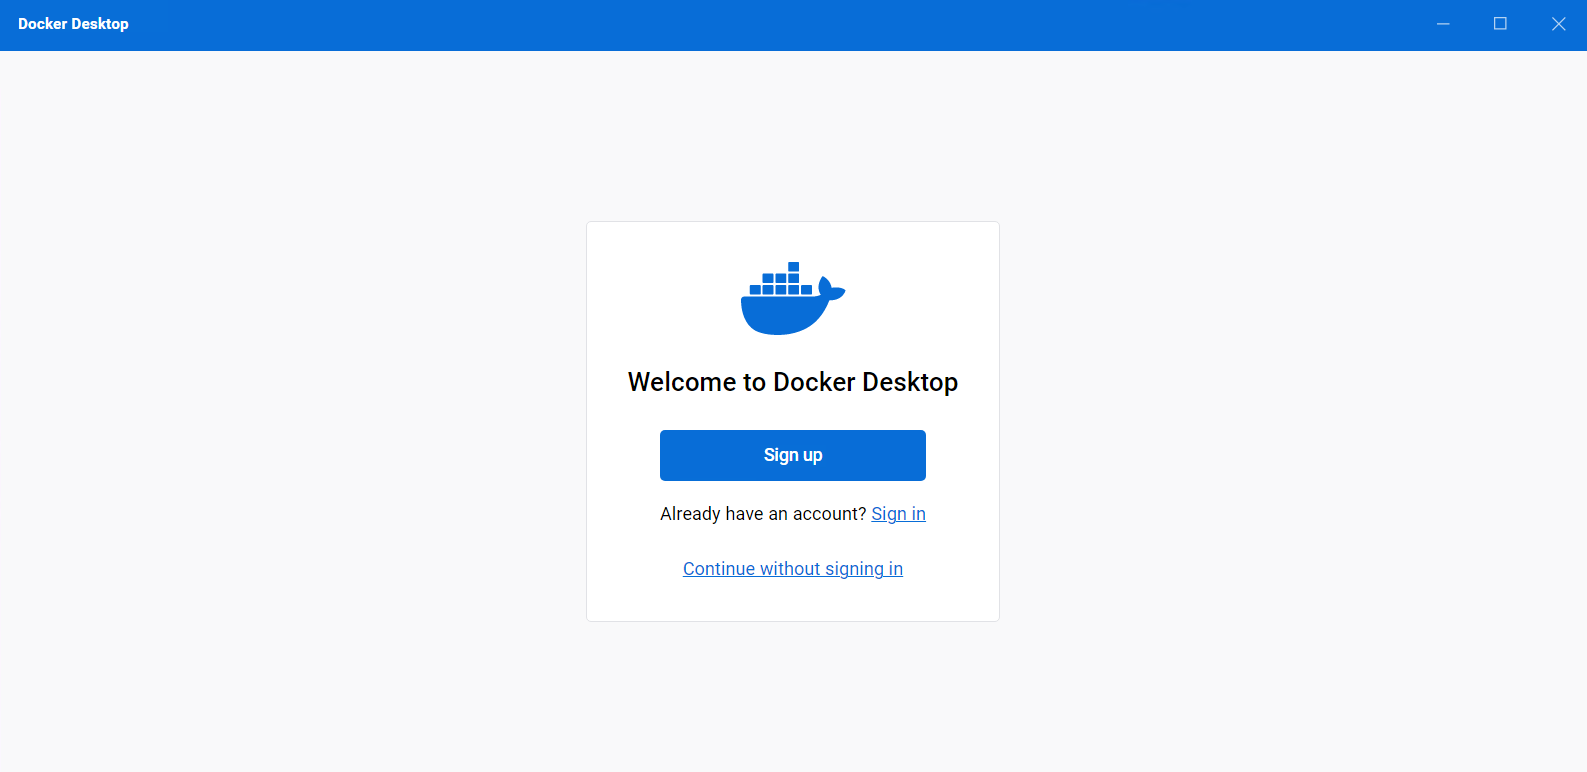 Docker Desktop
Welcome to Docker Desktop
Sign up
Already have an account? Sign in
Continue without signing in